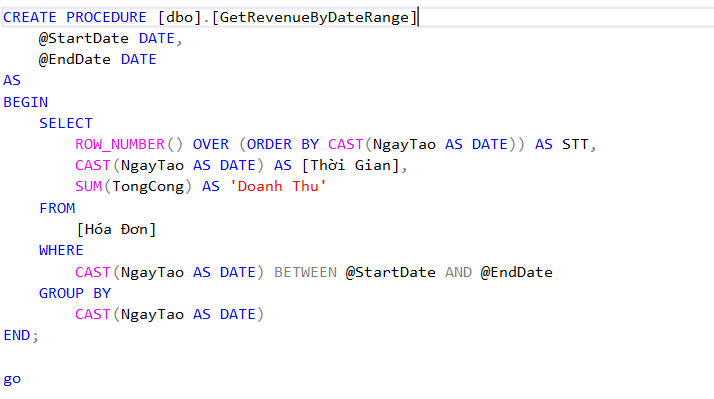 CREATE PROCEDURE [dbo].[GetRevenueByDateRange]
    @StartDate DATE,
    @EndDate DATE
AS
BEGIN
    SELECT
        ROW_NUMBER() OVER (ORDER BY CAST(NgayTao AS DATE)) AS STT,
        CAST(NgayTao AS DATE) AS [Thời Gian],
        SUM(TongCong) AS 'Doanh Thu'
    FROM
        [Hóa Đơn]
    WHERE
        CAST(NgayTao AS DATE) BETWEEN @StartDate AND @EndDate
    GROUP BY
        CAST(NgayTao AS DATE)
END;
go